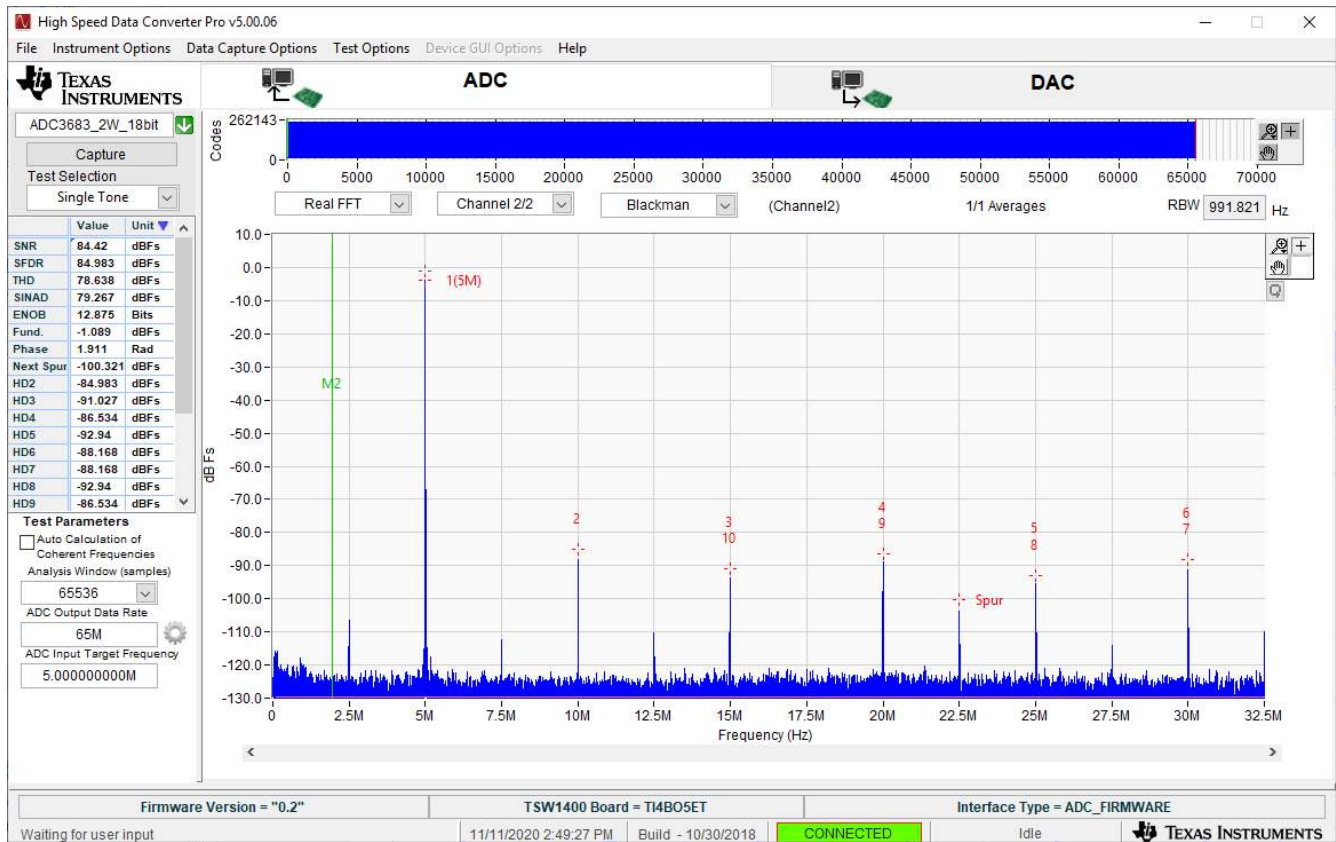 High Speed Data Converter Pro v5.00.06
File Instrument Options Data Capture Options Test Options Device GUI Options Help
TEXAS INSTRUMENTS
ADC
DAC
ADC3683_2W_18bit
Capture
Test Selection
Single Tone
Value Unit
SNR 84.42 dBFs
SFDR 84.983 dBFs
THD 78.638 dBFs
SINAD 79.267 dBFs
ENOB 12.875 Bits
Fund. -1.089 dBFs
Phase 1.911 Rad
Next Spur -100.321 dBFs
HD2 -84.983 dBFs
HD3 -91.027 dBFs
HD4 -86.534 dBFs
HD5 -92.94 dBFs
HD6 -88.168 dBFs
HD7 -88.168 dBFs
HD8 -92.94 dBFs
HD9 -86.534 dBFs
Test Parameters
Auto Calculation of
Coherent Frequencies
Analysis Window (samples)
65536
ADC Output Data Rate
65M
ADC Input Target Frequency
5.000000000M
Codes
262143
0
0 5000 10000 15000 20000 25000 30000 35000 40000 45000 50000 55000 60000 65000 70000
Real FFT Channel 2/2 Blackman (Channel2) 1/1 Averages RBW 991.821 Hz
10.0
0.0
-10.0
-20.0
-30.0
-40.0
-50.0
-60.0
-70.0
-80.0
-90.0
-100.0
-110.0
-120.0
-130.0
dB Fs
1(5M)
M2
2
3
10
4
9
Spur
5
8
6
7
0 2.5M 5M 7.5M 10M 12.5M 15M 17.5M 20M 22.5M 25M 27.5M 30M 32.5M
Frequency (Hz)
Firmware Version = "0.2" TSW1400 Board = TI4BO5ET Interface Type = ADC_FIRMWARE
Waiting for user input 11/11/2020 2:49:27 PM Build - 10/30/2018 CONNECTED Idle TEXAS INSTRUMENTS